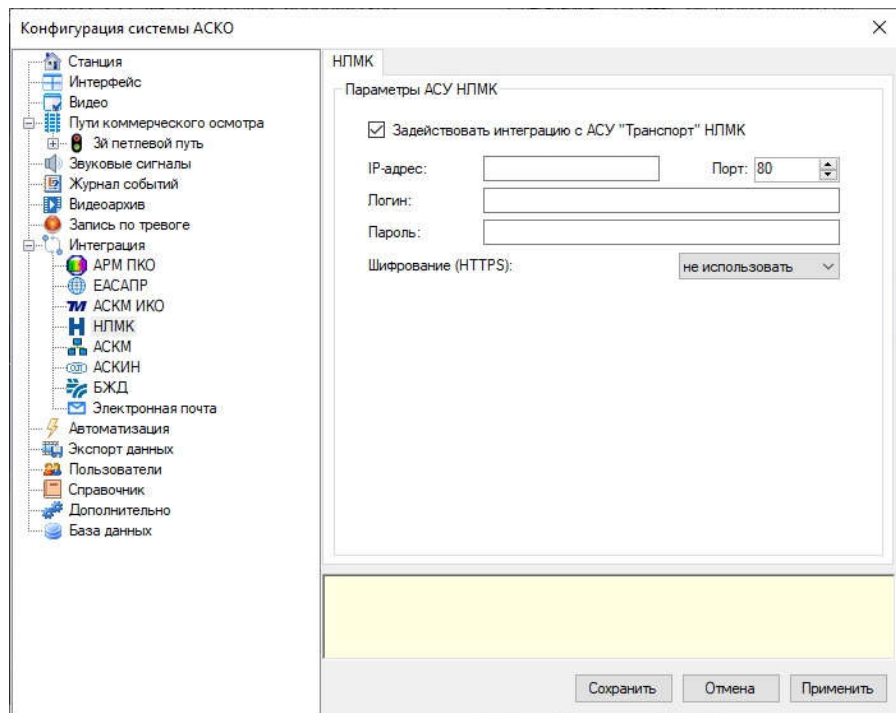 Конфигурация системы АСКО
Станция
Интерфейс
Видео
Пути коммерческого осмотра
3й петлевой путь
Звуковые сигналы
Журнал событий
Видеоархив
Запись по тревоге
Интеграция
АРМ ПКО
ЕАСАПР
АСКМ ИКО
НЛМК
АСКМ
АСКИН
БЖД
Электронная почта
Автоматизация
Экспорт данных
Пользователи
Справочник
Дополнительно
База данных
НЛМК
Параметры АСУ НЛМК
Задействовать интеграцию с АСУ "Транспорт" НЛМК
IP-адрес: Порт: 80
Логин:
Пароль:
Шифрование (HTTPS): не использовать
Сохранить Отмена Применить